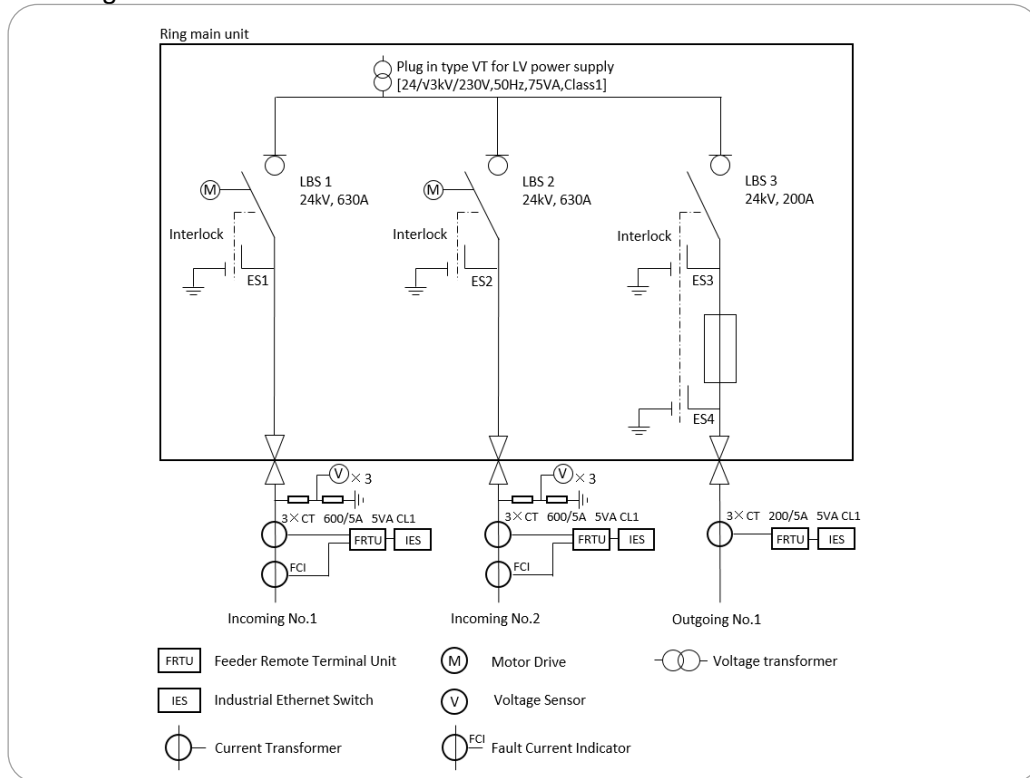 Ring main unit
Plug in type VT for LV power supply
[24/√3kV/230V,50Hz,75VA,Class1]
LBS 1
24kV, 630A
M
Interlock
ES1
LBS 2
24kV, 630A
M
Interlock
ES2
LBS 3
24kV, 200A
Interlock
ES3
ES4
V × 3
3×CT 600/5A 5VA CL1
FRTU IES
FCI
Incoming No.1
V × 3
3×CT 600/5A 5VA CL1
FRTU IES
FCI
Incoming No.2
3×CT 200/5A 5VA CL1
FRTU IES
Outgoing No.1
FRTU Feeder Remote Terminal Unit
M Motor Drive
Voltage transformer
IES Industrial Ethernet Switch
V Voltage Sensor
Current Transformer
FCI Fault Current Indicator